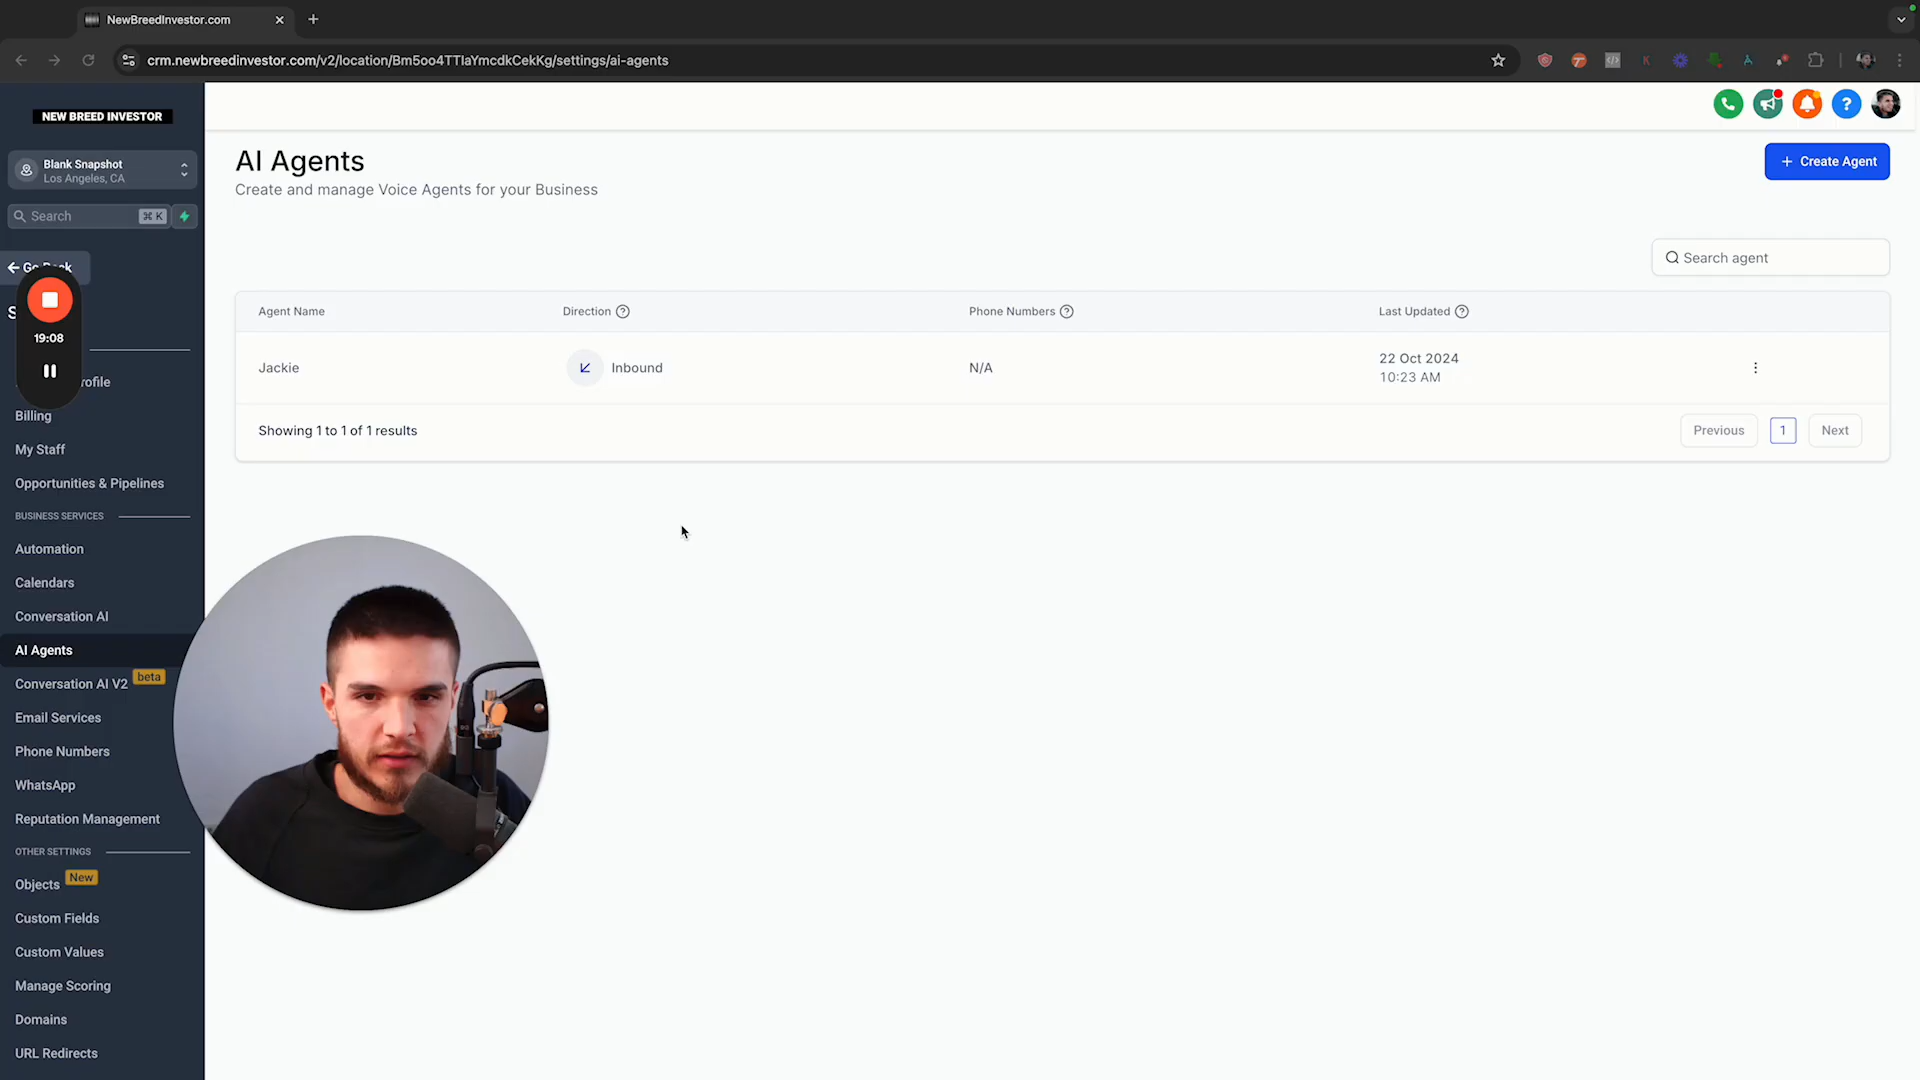 NewBreedInvestor.com
crm.newbreedinvestor.com/v2/location/Bm5oo4TTlaYmcdkCekKg/settings/ai-agents
NEW BREED INVESTOR
Blank Snapshot
Los Angeles, CA
Search
⌘ K
Go Back
19:08
rofile
Billing
My Staff
Opportunities & Pipelines
BUSINESS SERVICES
Automation
Calendars
Conversation AI
AI Agents
Conversation AI V2 beta
Email Services
Phone Numbers
WhatsApp
Reputation Management
OTHER SETTINGS
Objects New
Custom Fields
Custom Values
Manage Scoring
Domains
URL Redirects
AI Agents
Create and manage Voice Agents for your Business
+ Create Agent
Search agent
Agent Name Direction Phone Numbers Last Updated
Jackie Inbound N/A 22 Oct 2024
10:23 AM
Showing 1 to 1 of 1 results
Previous 1 Next